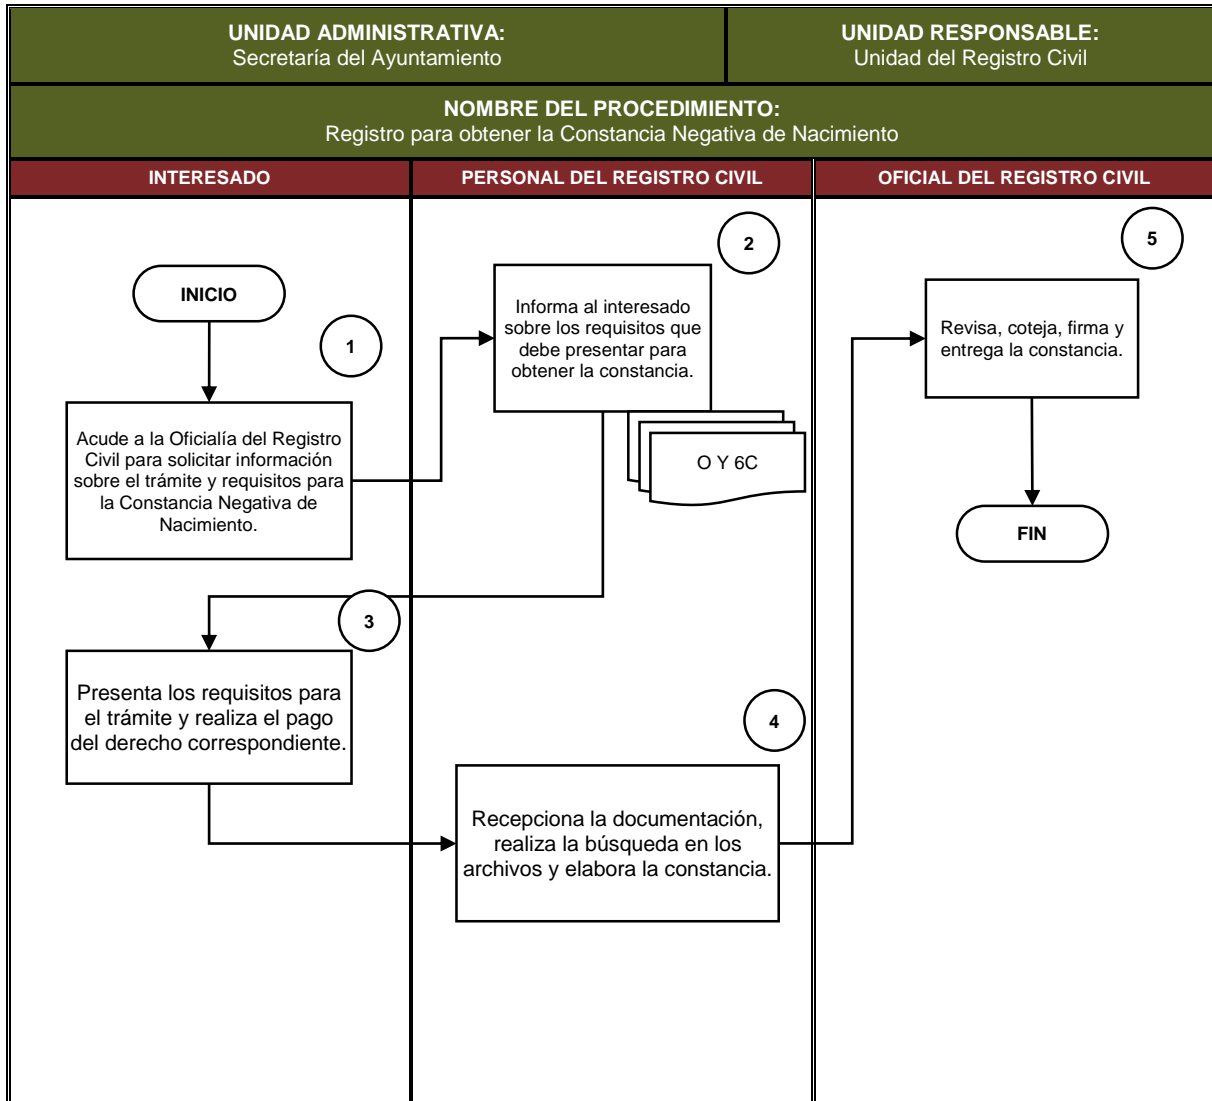 UNIDAD ADMINISTRATIVA:
Secretaría del Ayuntamiento
UNIDAD RESPONSABLE:
Unidad del Registro Civil
NOMBRE DEL PROCEDIMIENTO:
Registro para obtener la Constancia Negativa de Nacimiento
INTERESADO
PERSONAL DEL REGISTRO CIVIL
OFICIAL DEL REGISTRO CIVIL
INICIO
1
Acude a la Oficialía del Registro
Civil para solicitar información
sobre el trámite y requisitos para
la Constancia Negativa de
Nacimiento.
2
Informa al interesado
sobre los requisitos que
debe presentar para
obtener la constancia.
O Y 6C
3
Presenta los requisitos para
el trámite y realiza el pago
del derecho correspondiente.
4
Recepciona la documentación,
realiza la búsqueda en los
archivos y elabora la constancia.
5
Revisa, coteja, firma y
entrega la constancia.
FIN